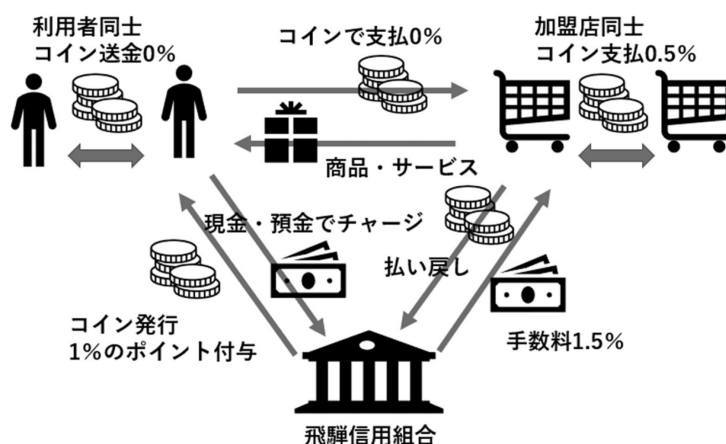 利用者同士
コイン送金0%
コインで支払0%
加盟店同士
コイン支払0.5%
商品・サービス
現金・預金でチャージ
払い戻し
コイン発行
1%のポイント付与
手数料1.5%
飛騨信用組合